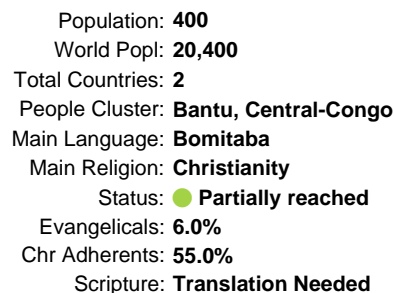 Population: 400
World Popl: 20,400
Total Countries: 2
People Cluster: Bantu, Central-Congo
Main Language: Bomitaba
Main Religion: Christianity
Status: Partially reached
Evangelicals: 6.0%
Chr Adherents: 55.0%
Scripture: Translation Needed